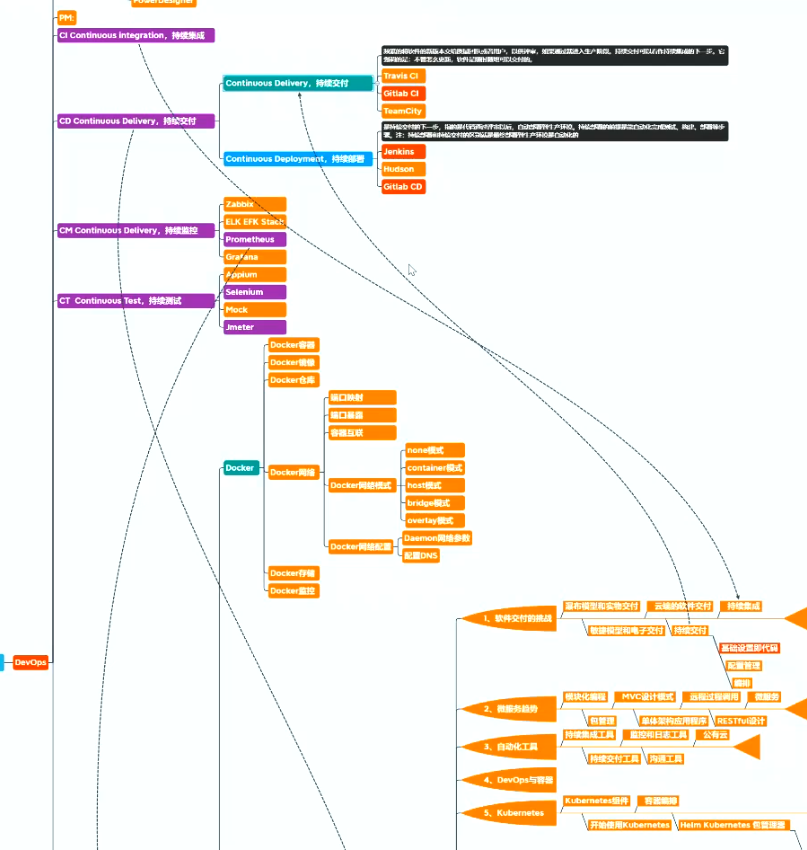 PowerDesigner
PM:
CI Continuous integration，持续集成
CD Continuous Delivery，持续交付
Continuous Delivery，持续交付
Travis CI
Gitlab CI
TeamCity
Continuous Deployment，持续部署
Jenkins
Hudson
Gitlab CD
CM Continuous Delivery，持续监控
Zabbix
ELK EFK Stack
Prometheus
Grafana
CT Continuous Test，持续测试
Appium
Selenium
Mock
Jmeter
Docker
Docker容器
Docker镜像
Docker仓库
Docker网络
端口映射
端口暴露
容器互联
Docker网络模式
none模式
container模式
host模式
bridge模式
overlay模式
Docker网络配置
Daemon网络参数
配置DNS
Docker存储
Docker监控
DevOps
1、软件交付的挑战
瀑布模型和实物交付
云端的软件交付
持续集成
敏捷模型和电子交付
持续交付
基础设置即代码
配置管理
编排
2、微服务趋势
模块化编程
MVC设计模式
远程过程调用
微服务
包管理
单体架构应用程序
RESTful设计
3、自动化工具
持续集成工具
监控和日志工具
公有云
持续交付工具
沟通工具
4、DevOps与容器
5、Kubernetes
Kubernetes组件
容器编排
开始使用Kubernetes
Helm Kubernetes 包管理器